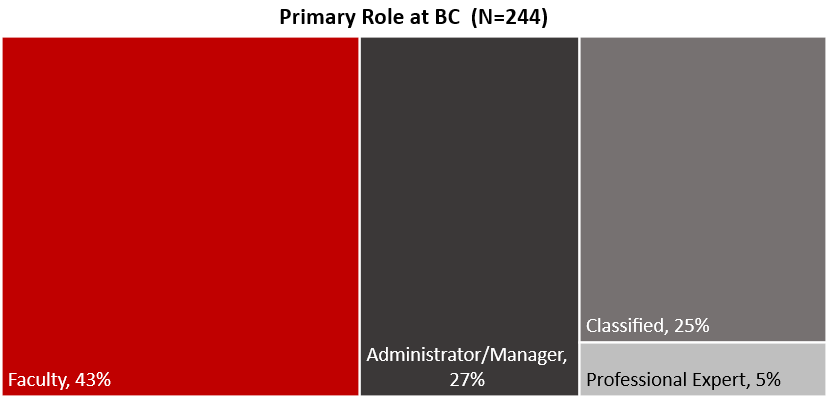 Primary Role at BC (N=244)
Faculty, 43%
Administrator/Manager,
27%
Classified, 25%
Professional Expert, 5%